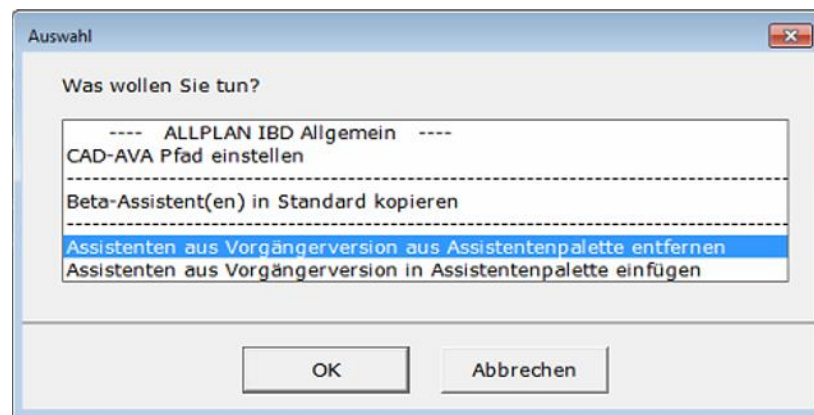 Auswahl
Was wollen Sie tun?
---- ALLPLAN IBD Allgemein ----
CAD-AVA Pfad einstellen
--------------------------------------------------------------------------------
Beta-Assistent(en) in Standard kopieren
--------------------------------------------------------------------------------
Assistenten aus Vorgängerversion aus Assistentenpalette entfernen
Assistenten aus Vorgängerversion in Assistentenpalette einfügen
OK Abbrechen